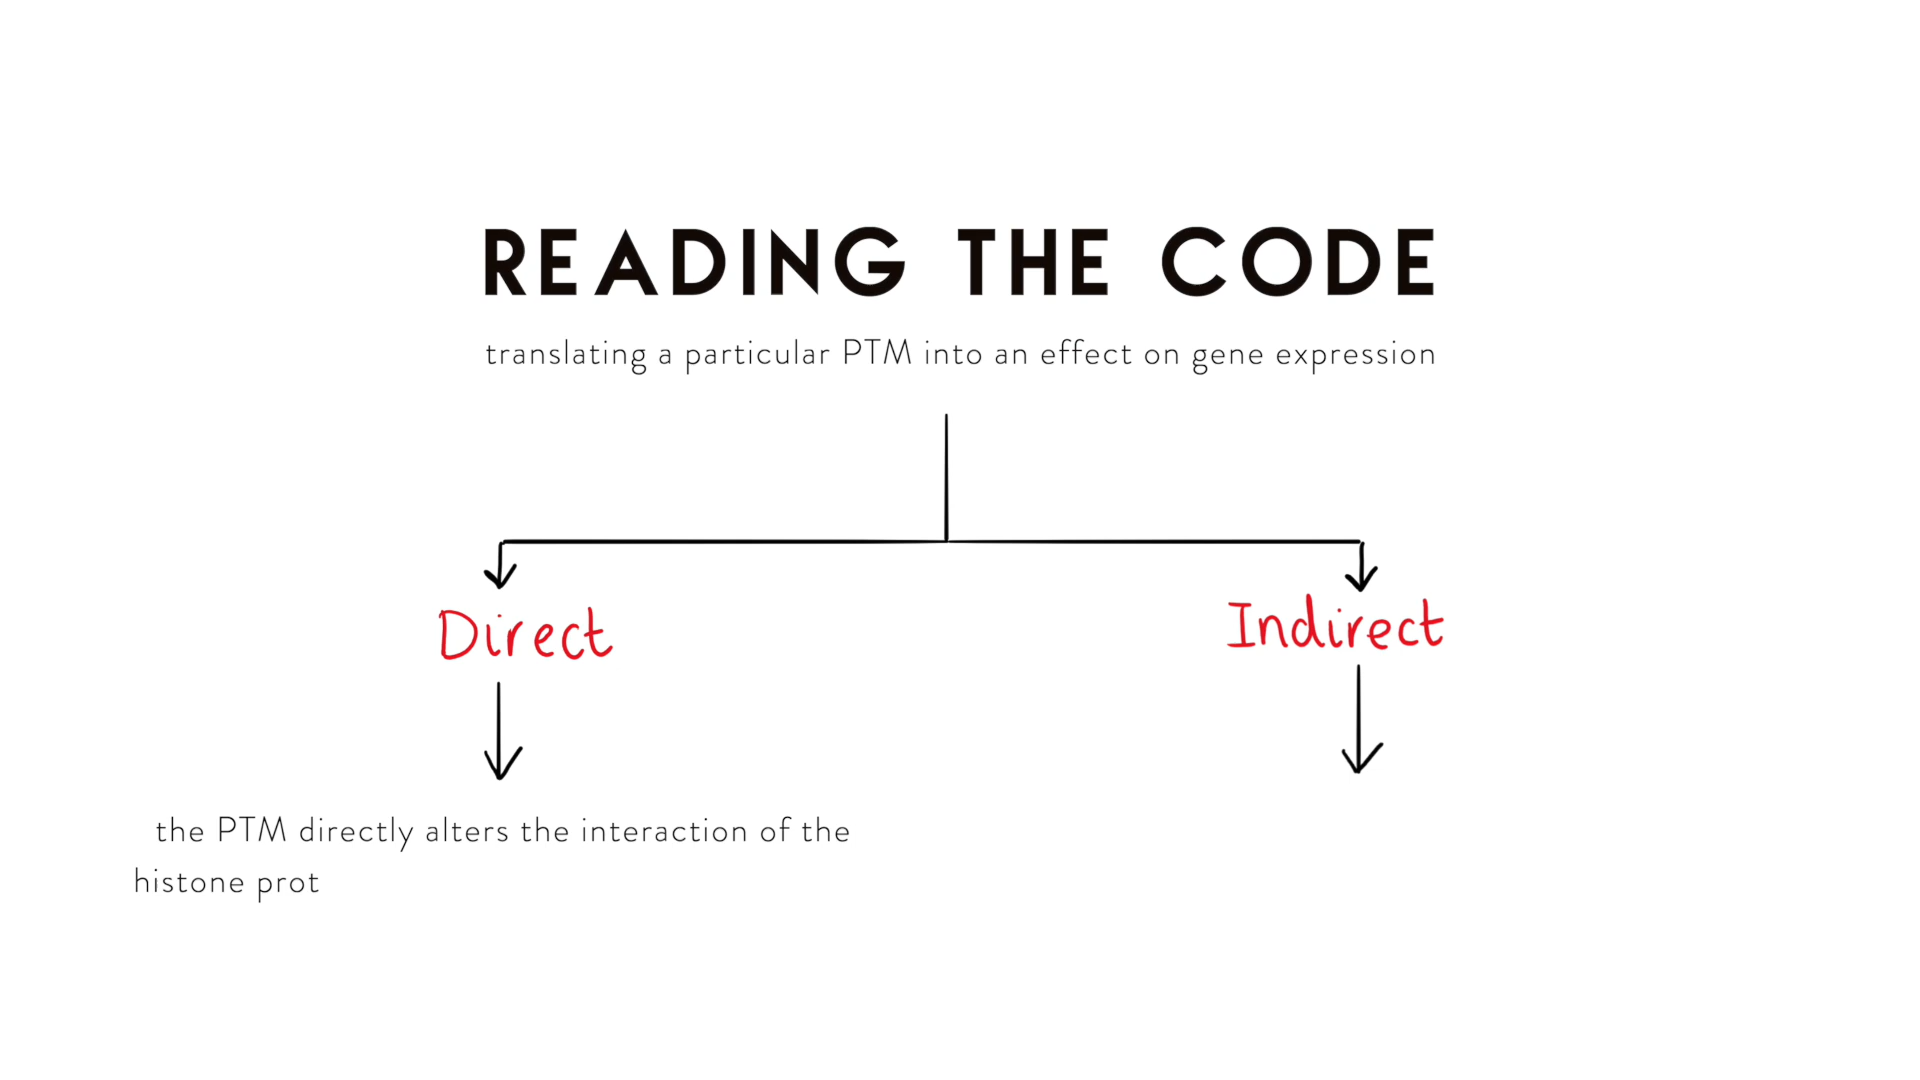 READING THE CODE
translating a particular PTM into an effect on gene expression
Direct
Indirect
the PTM directly alters the interaction of the
histone prot